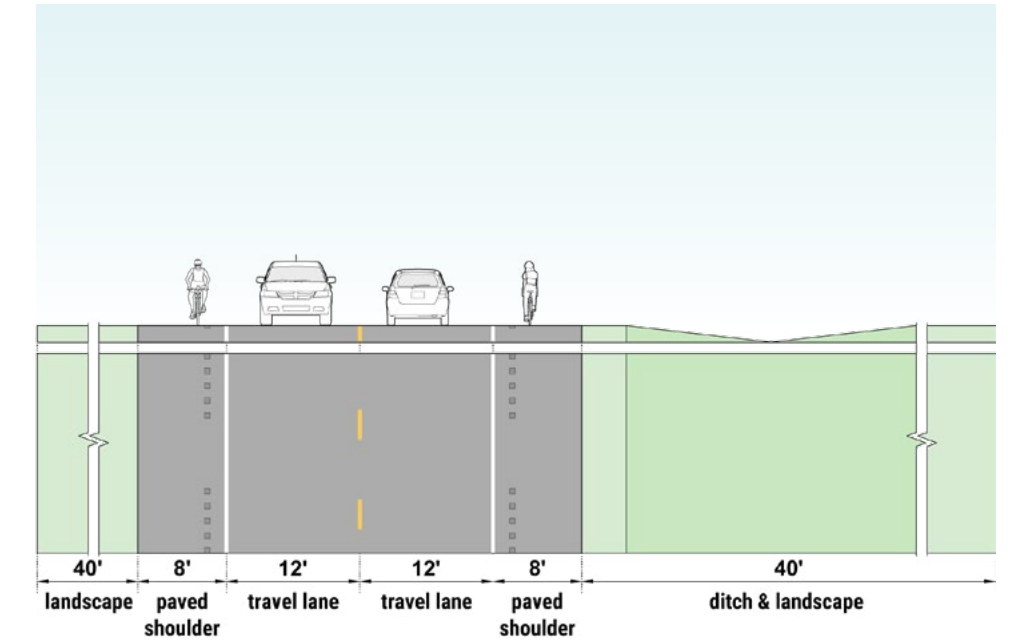 40' 8' 12' 12' 8' 40'
landscape paved travel lane travel lane paved ditch & landscape
shoulder shoulder